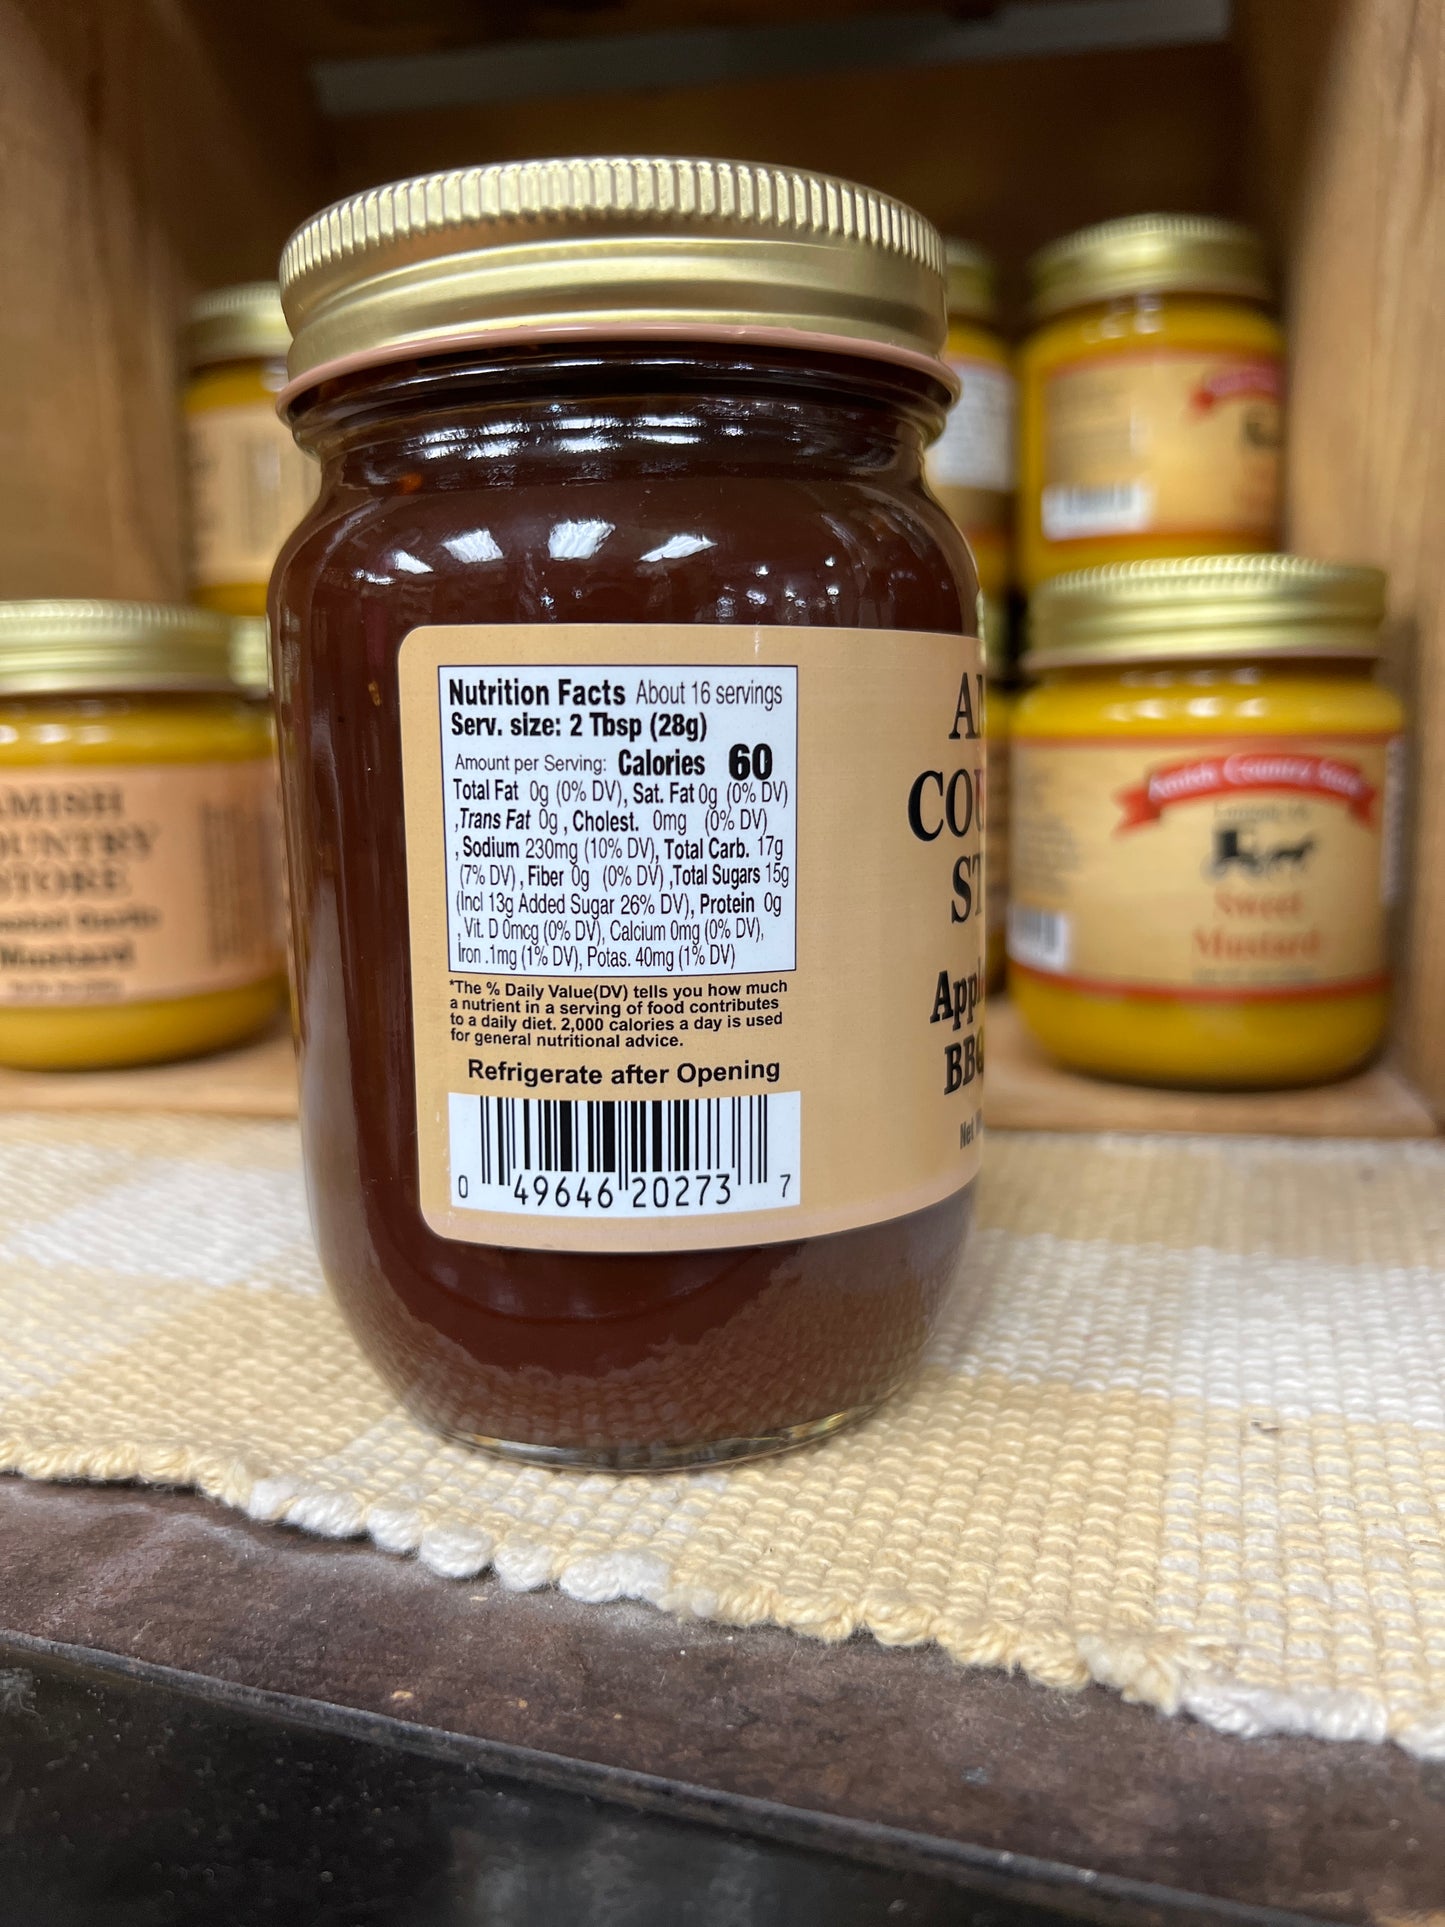 Nutrition Facts About 16 servings
Serv. size: 2 Tbsp (28g)
Amount per Serving: Calories 60
Total Fat 0g (0% DV), Sat. Fat 0g (0% DV)
,Trans Fat 0g , Cholest. 0mg (0% DV)
, Sodium 230mg (10% DV), Total Carb. 17g
(7% DV) , Fiber 0g (0% DV) ,Total Sugars 15g
(Incl 13g Added Sugar 26% DV), Protein 0g
, Vit. D 0mcg (0% DV), Calcium 0mg (0% DV),
Iron .1mg (1% DV), Potas. 40mg (1% DV)
*The % Daily Value(DV) tells you how much
a nutrient in a serving of food contributes
to a daily diet. 2,000 calories a day is used
for general nutritional advice.
Refrigerate after Opening
0 49646 20273 7
BBQ
Net
AMISH
COUNTRY
STORE
Mustard
Amish Country Store
Sweet
Mustard